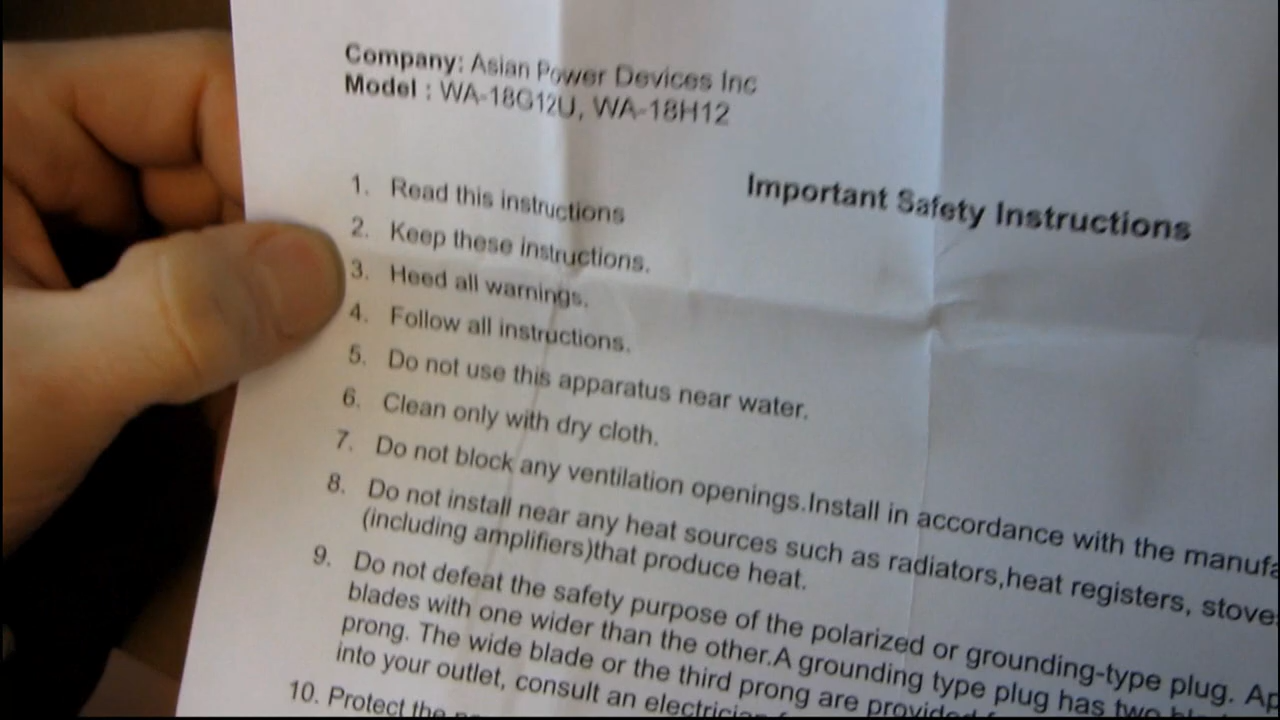 Company: Asian Power Devices Inc
Model : WA-18G12U, WA-18H12
Important Safety Instructions
1. Read this instructions
2. Keep these instructions.
3. Heed all warnings.
4. Follow all instructions.
5. Do not use this apparatus near water.
6. Clean only with dry cloth.
7. Do not block any ventilation openings.Install in accordance with the
8. Do not install near any heat sources such as radiators,heat registers,
(including amplifiers)that produce heat.
9. Do not defeat the safety purpose of the polarized or grounding-type plug.
blades with one wider than the other.A grounding type plug has two
prong. The wide blade or the third prong are
into your outlet, consult an electrician
10. Protect the